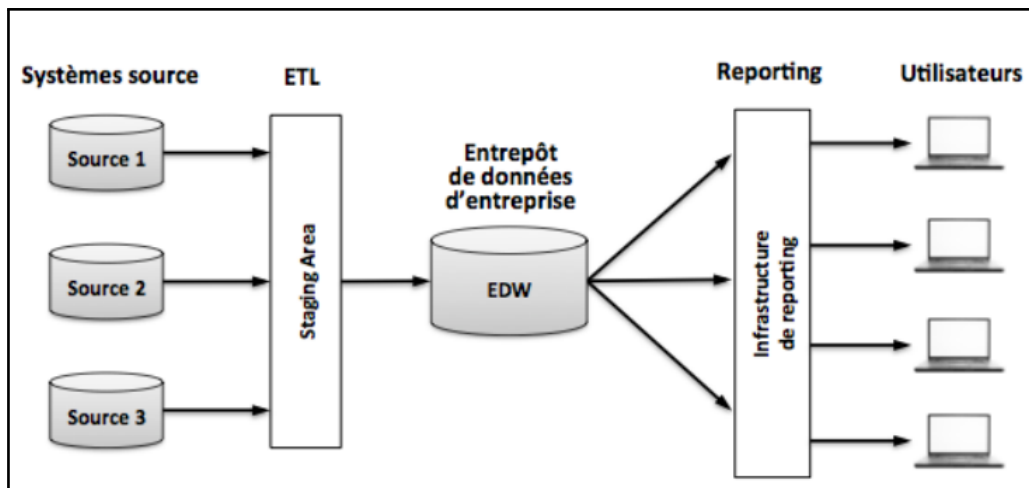 Systèmes source
ETL
Reporting
Utilisateurs
Source 1
Source 2
Source 3
Staging Area
Entrepôt
de données
d'entreprise
EDW
Infrastructure
de reporting